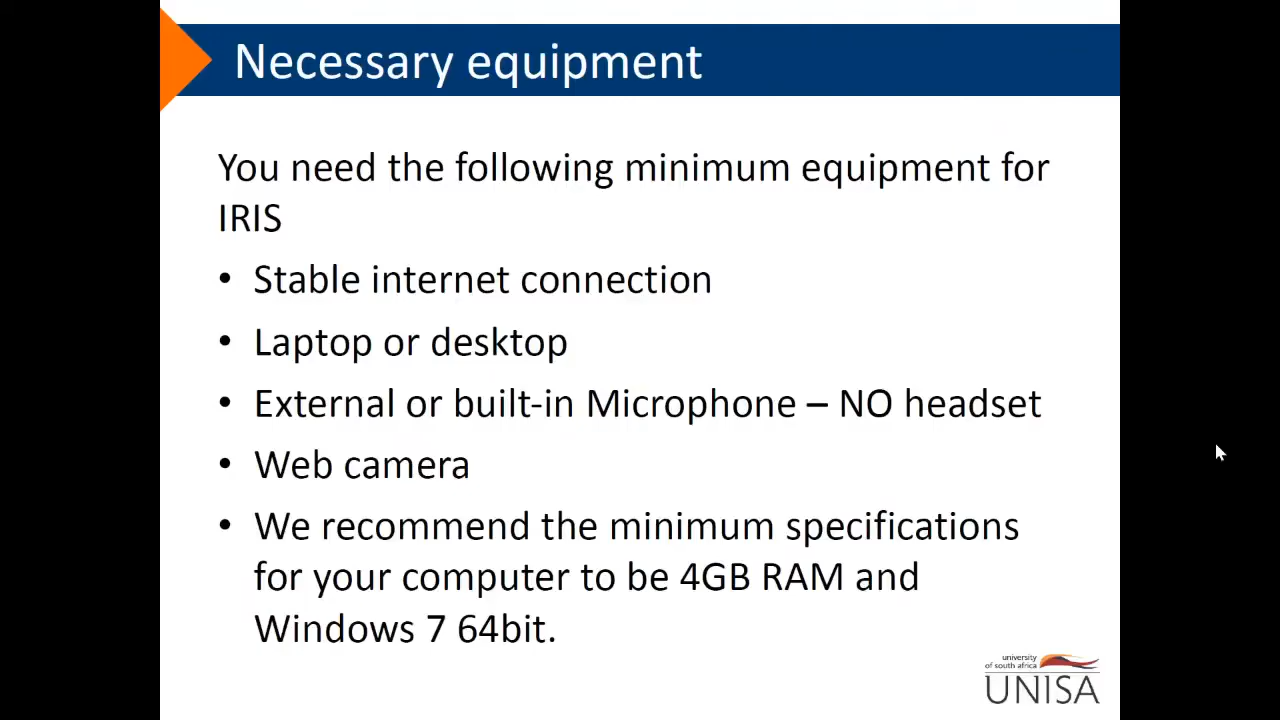 Necessary equipment
You need the following minimum equipment for
IRIS
• Stable internet connection
• Laptop or desktop
• External or built-in Microphone – NO headset
• Web camera
• We recommend the minimum specifications
for your computer to be 4GB RAM and
Windows 7 64bit.
university
of south africa
UNISA